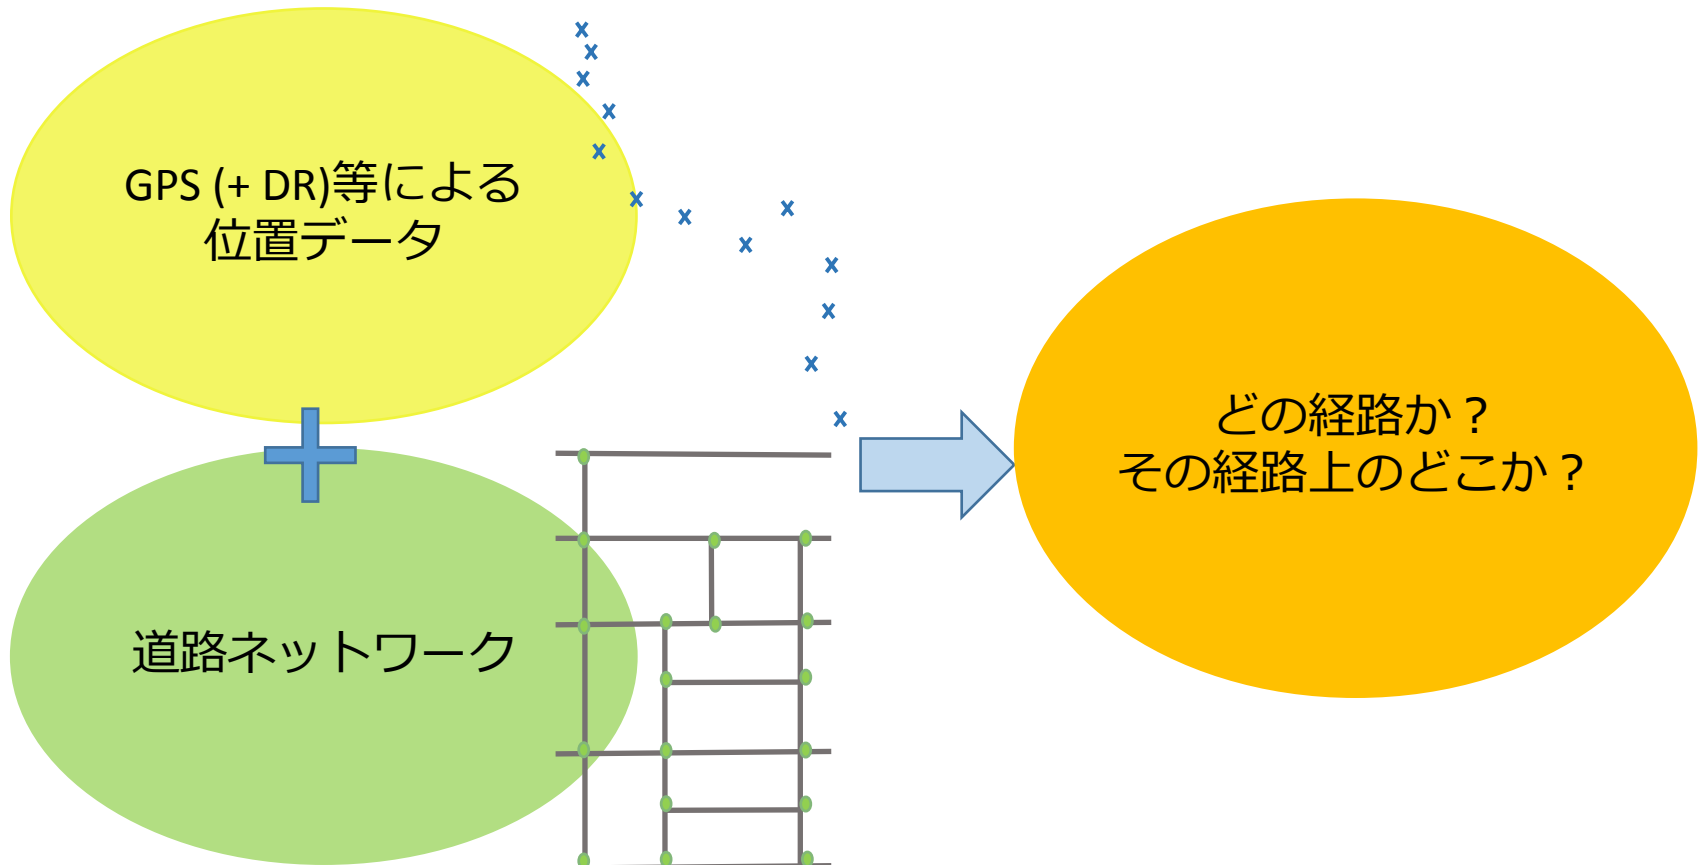 GPS (+ DR)等による
位置データ
道路ネットワーク
どの経路か？
その経路上のどこか？